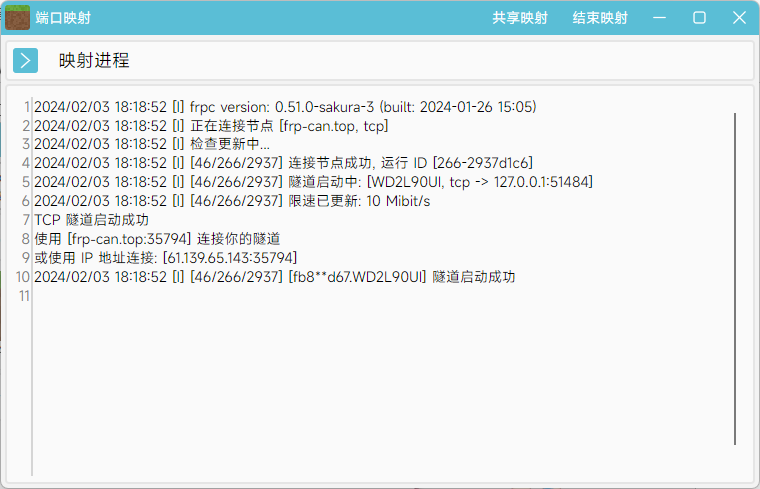 端口映射 共享映射 结束映射
映射进程
1 2024/02/03 18:18:52 [I] frpc version: 0.51.0-sakura-3 (built: 2024-01-26 15:05)
2 2024/02/03 18:18:52 [I] 正在连接节点 [frp-can.top, tcp]
3 2024/02/03 18:18:52 [I] 检查更新中...
4 2024/02/03 18:18:52 [I] [46/266/2937] 连接节点成功, 运行 ID [266-2937d1c6]
5 2024/02/03 18:18:52 [I] [46/266/2937] 隧道启动中: [WD2L90UI, tcp -> 127.0.0.1:51484]
6 2024/02/03 18:18:52 [I] [46/266/2937] 限速已更新: 10 Mibit/s
7 TCP 隧道启动成功
8 使用 [frp-can.top:35794] 连接你的隧道
9 或使用 IP 地址连接: [61.139.65.143:35794]
10 2024/02/03 18:18:52 [I] [46/266/2937] [fb8**d67.WD2L90UI] 隧道启动成功
11